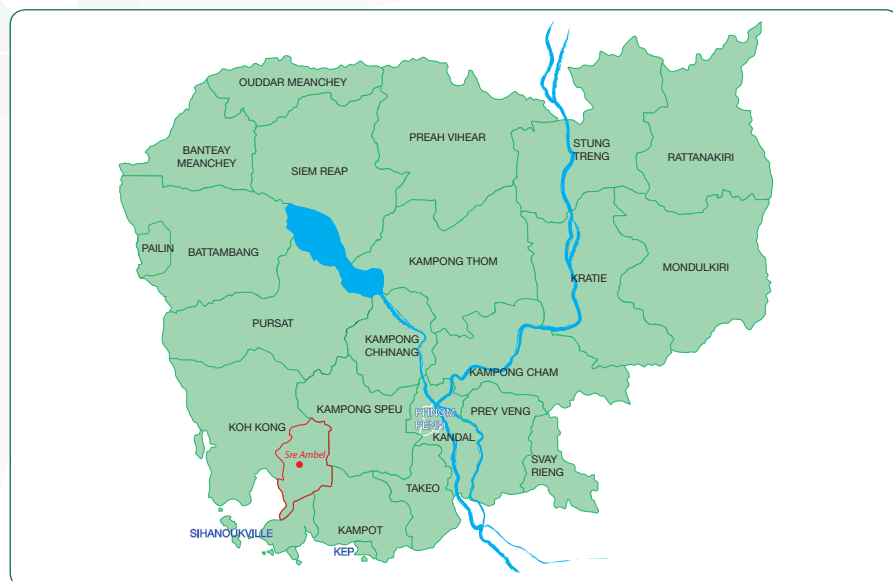 OUDDAR MEANCHEY
PREAH VIHEAR
STUNG
TRENG
RATTANAKIRI
BANTEAY
MEANCHEY
SIEM REAP
PAILIN
BATTAMBANG
KAMPONG THOM
KRATIE
MONDULKIRI
PURSAT
KAMPONG
CHHNANG
KAMPONG CHAM
KAMPONG SPEU
PHNOM
PENH
PREY VENG
KOH KONG
KANDAL
Sre Ambel
SVAY
RIENG
TAKEO
SIHANOUKVILLE
KAMPOT
KEP